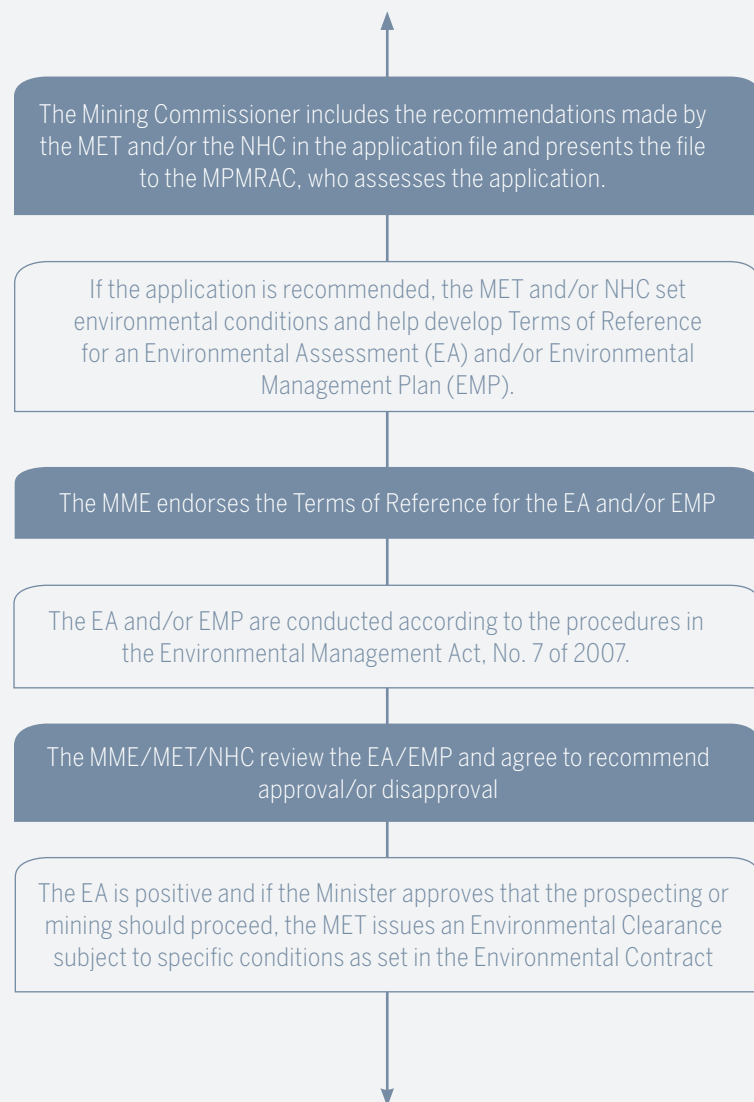 The Mining Commissioner includes the recommendations made by
the MET and/or the NHC in the application file and presents the file
to the MPMRAC, who assesses the application.
If the application is recommended, the MET and/or NHC set
environmental conditions and help develop Terms of Reference
for an Environmental Assessment (EA) and/or Environmental
Management Plan (EMP).
The MME endorses the Terms of Reference for the EA and/or EMP
The EA and/or EMP are conducted according to the procedures in
the Environmental Management Act, No. 7 of 2007.
The MME/MET/NHC review the EA/EMP and agree to recommend
approval/or disapproval
The EA is positive and if the Minister approves that the prospecting or
mining should proceed, the MET issues an Environmental Clearance
subject to specific conditions as set in the Environmental Contract